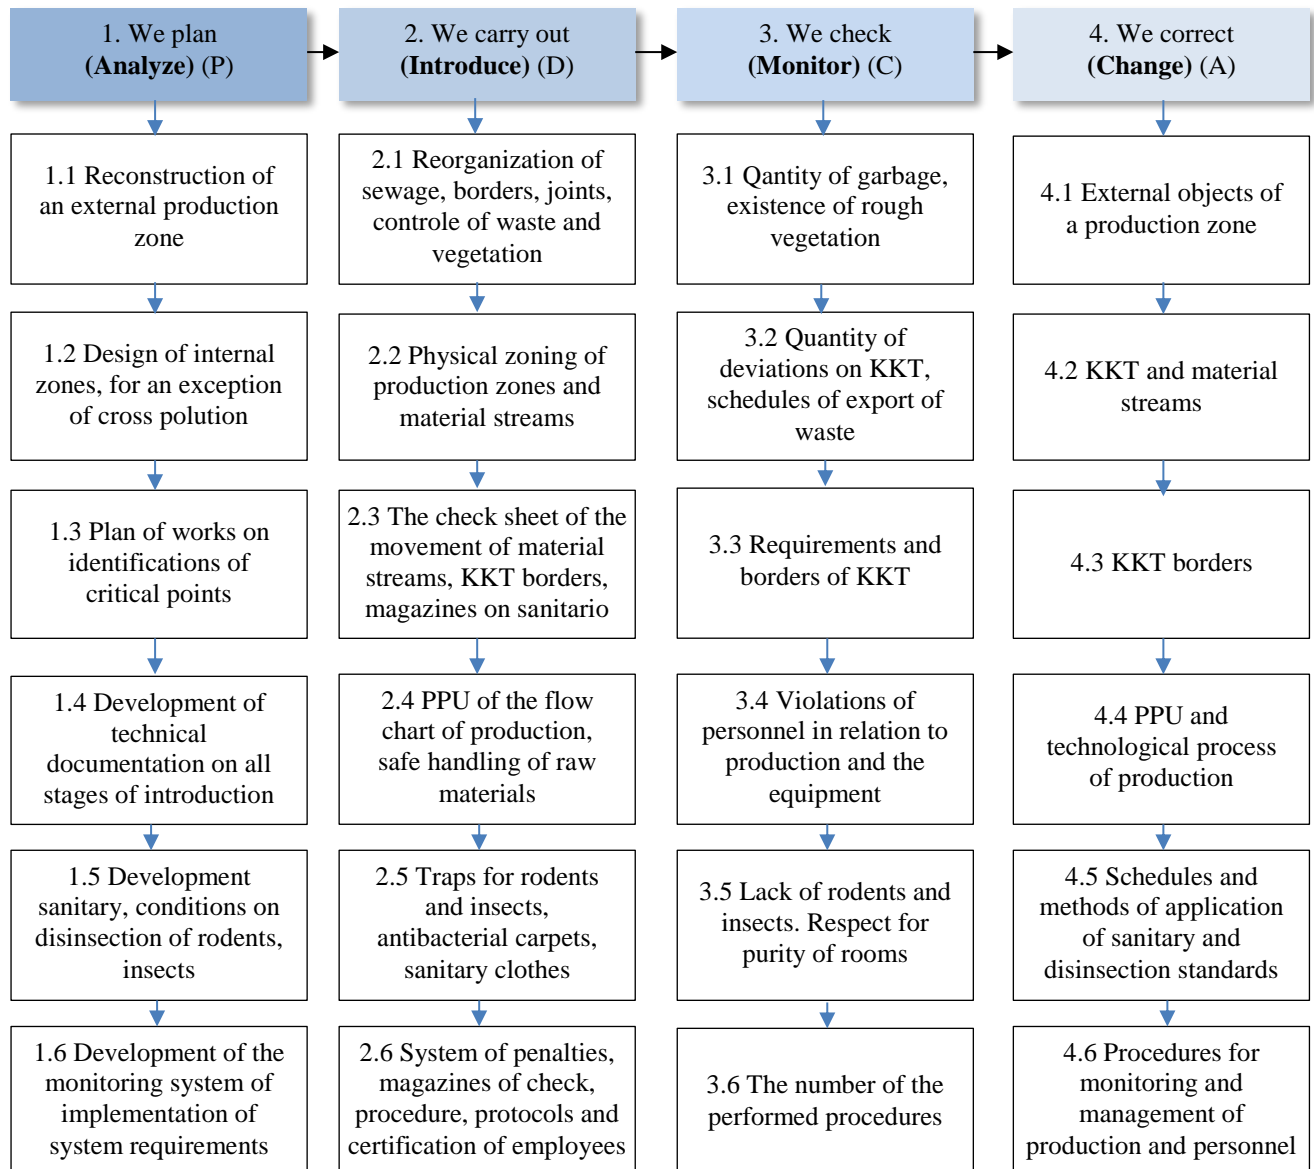 1. We plan
(Analyze) (P)
2. We carry out
(Introduce) (D)
3. We check
(Monitor) (C)
4. We correct
(Change) (A)
1.1 Reconstruction of
an external production
zone
2.1 Reorganization of
sewage, borders, joints,
controle of waste and
vegetation
3.1 Qantity of garbage,
existence of rough
vegetation
4.1 External objects of
a production zone
1.2 Design of internal
zones, for an exception
of cross polution
2.2 Physical zoning of
production zones and
material streams
3.2 Quantity of
deviations on KKT,
schedules of export of
waste
4.2 KKT and material
streams
1.3 Plan of works on
identifications of
critical points
2.3 The check sheet of the
movement of material
streams, KKT borders,
magazines on sanitario
3.3 Requirements and
borders of KKT
4.3 KKT borders
1.4 Development of
technical
documentation on all
stages of introduction
2.4 PPU of the flow
chart of production,
safe handling of raw
materials
3.4 Violations of
personnel in relation to
production and the
equipment
4.4 PPU and
technological process
of production
1.5 Development
sanitary, conditions on
disinsection of rodents,
insects
2.5 Traps for rodents
and insects,
antibacterial carpets,
sanitary clothes
3.5 Lack of rodents and
insects. Respect for
purity of rooms
4.5 Schedules and
methods of application
of sanitary and
disinsection standards
1.6 Development of the
monitoring system of
implementation of
system requirements
2.6 System of penalties,
magazines of check,
procedure, protocols and
certification of employees
3.6 The number of the
performed procedures
4.6 Procedures for
monitoring and
management of
production and personnel